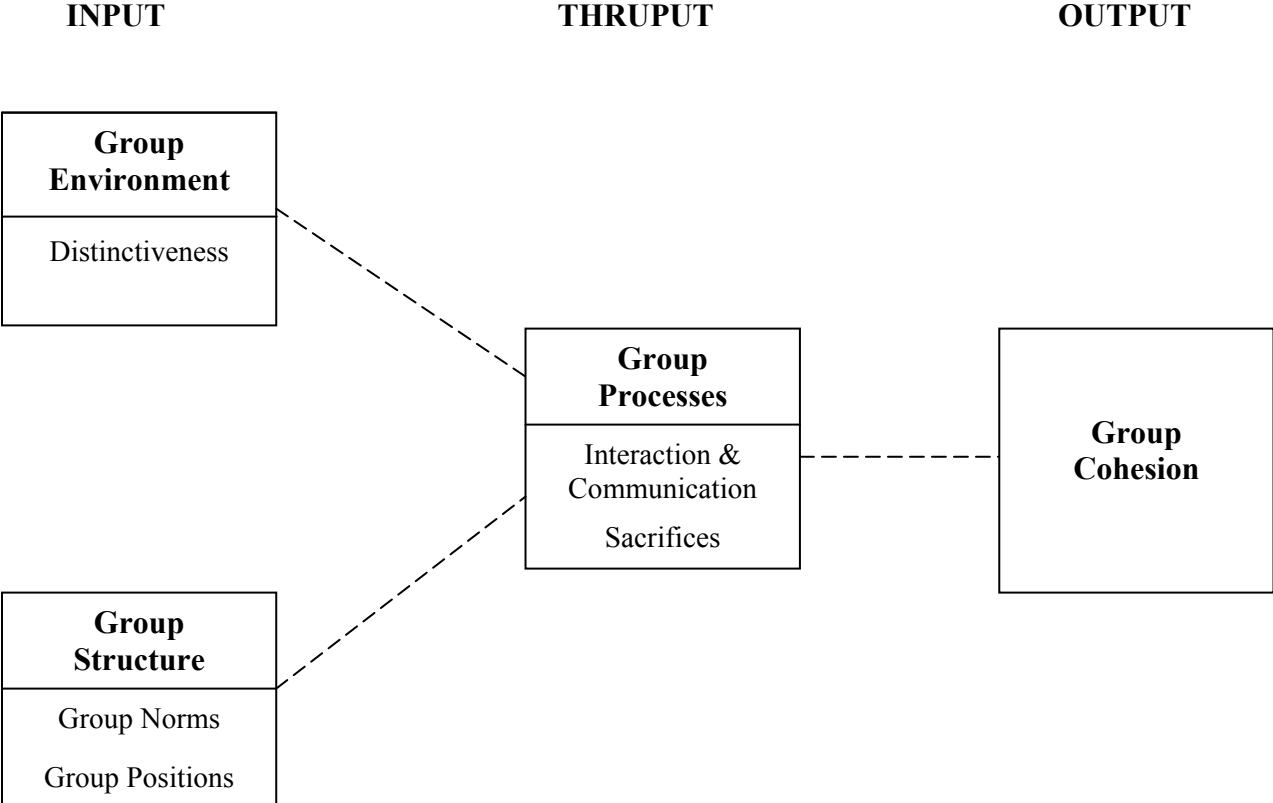 INPUT
THRUPUT
OUTPUT
Group
Environment
Distinctiveness
Group
Processes
Interaction &
Communication
Sacrifices
Group
Cohesion
Group
Structure
Group Norms
Group Positions